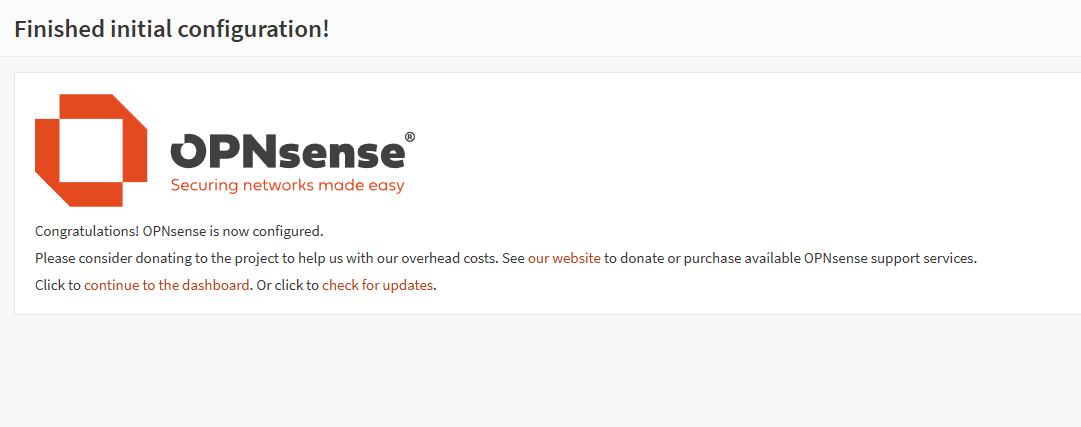 Finished initial configuration!
OPNsense®
Securing networks made easy
Congratulations! OPNsense is now configured.
Please consider donating to the project to help us with our overhead costs. See our website to donate or purchase available OPNsense support services.
Click to continue to the dashboard. Or click to check for updates.